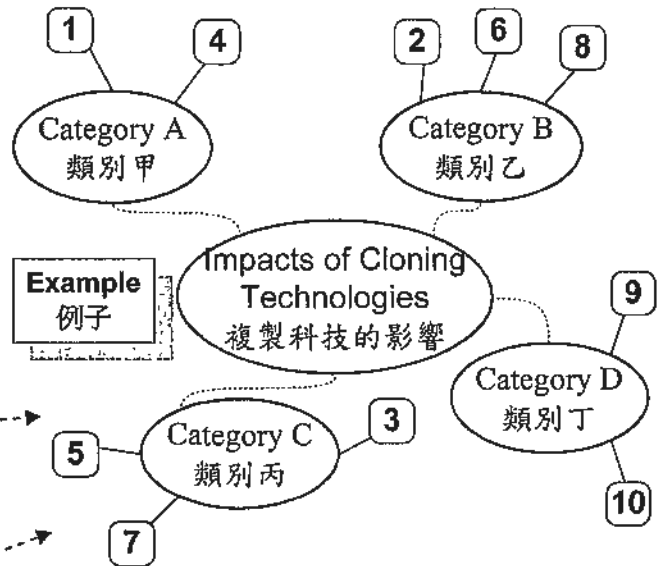 1
4
2
6
8
Category A
類別甲
Category B
類別乙
Impacts of Cloning
Technologies
複製科技的影響
Example
例子
9
Category D
類別丁
10
Category C
類別丙
3
5
7